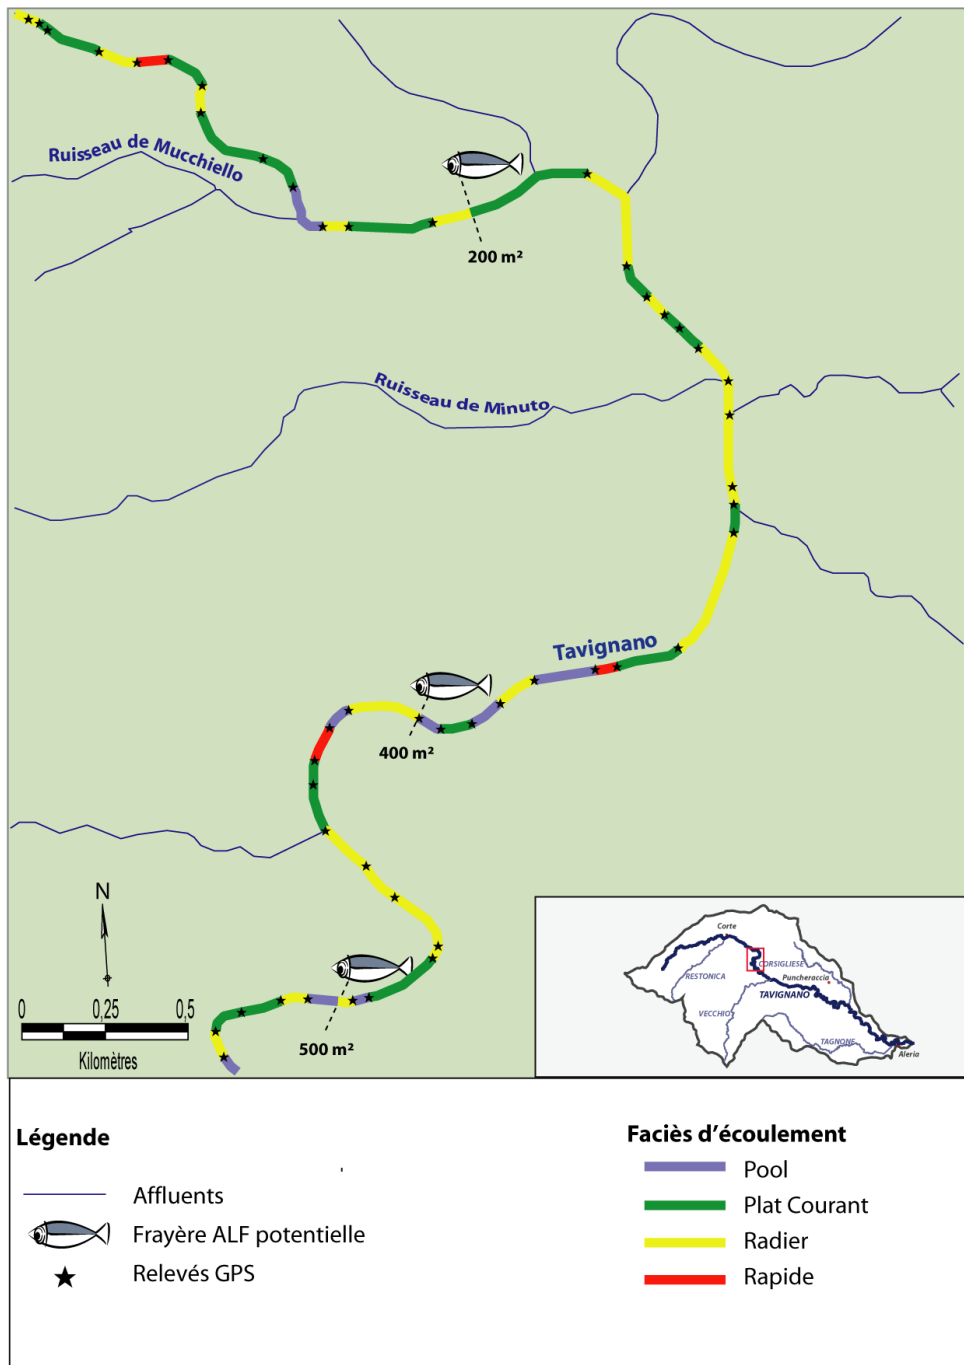 Ruisseau de Mucchiello
200 m²
Ruisseau de Minuto
Tavignano
400 m²
N
0 0,25 0,5
Kilomètres
500 m²
Corte
RESTONICA
CORSIGLIESE
Puncheraccia
TAVIGNANO
VECCHIO
TAGNONE
Aleria
Légende
Affluents
Frayère ALF potentielle
Relevés GPS
Faciès d’écoulement
Pool
Plat Courant
Radier
Rapide